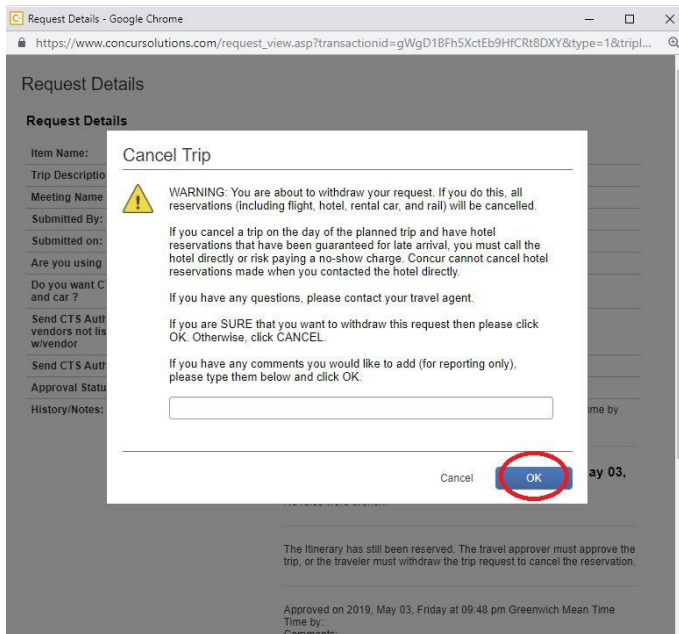 Request Details - Google Chrome
https://www.concursolutions.com/request_view.asp?transactionid=gWgD1BFh5XctEb9HfCRt8DXY&type=1&tripl...
Request Details
Request Details
Item Name:
Trip Descriptio
Meeting Name
Submitted By:
Submitted on:
Are you using
Do you want C
and car ?
Send CTS Auth
vendors not lis
w/vendor
Send CTS Auth
Approval Statu
History/Notes:
Cancel Trip
WARNING: You are about to withdraw your request. If you do this, all
reservations (including flight, hotel, rental car, and rail) will be cancelled.
If you cancel a trip on the day of the planned trip and have hotel
reservations that have been guaranteed for late arrival, you must call the
hotel directly or risk paying a no-show charge. Concur cannot cancel hotel
reservations made when you contacted the hotel directly.
If you have any questions, please contact your travel agent.
If you are SURE that you want to withdraw this request then please click
OK. Otherwise, click CANCEL.
If you have any comments you would like to add (for reporting only),
please type them below and click OK.
Cancel
OK
ime by
ay 03,
The Itinerary has still been reserved. The travel approver must approve the
trip, or the traveler must withdraw the trip request to cancel the reservation.
Approved on 2019, May 03, Friday at 09:48 pm Greenwich Mean Time
Time by:
Comments: